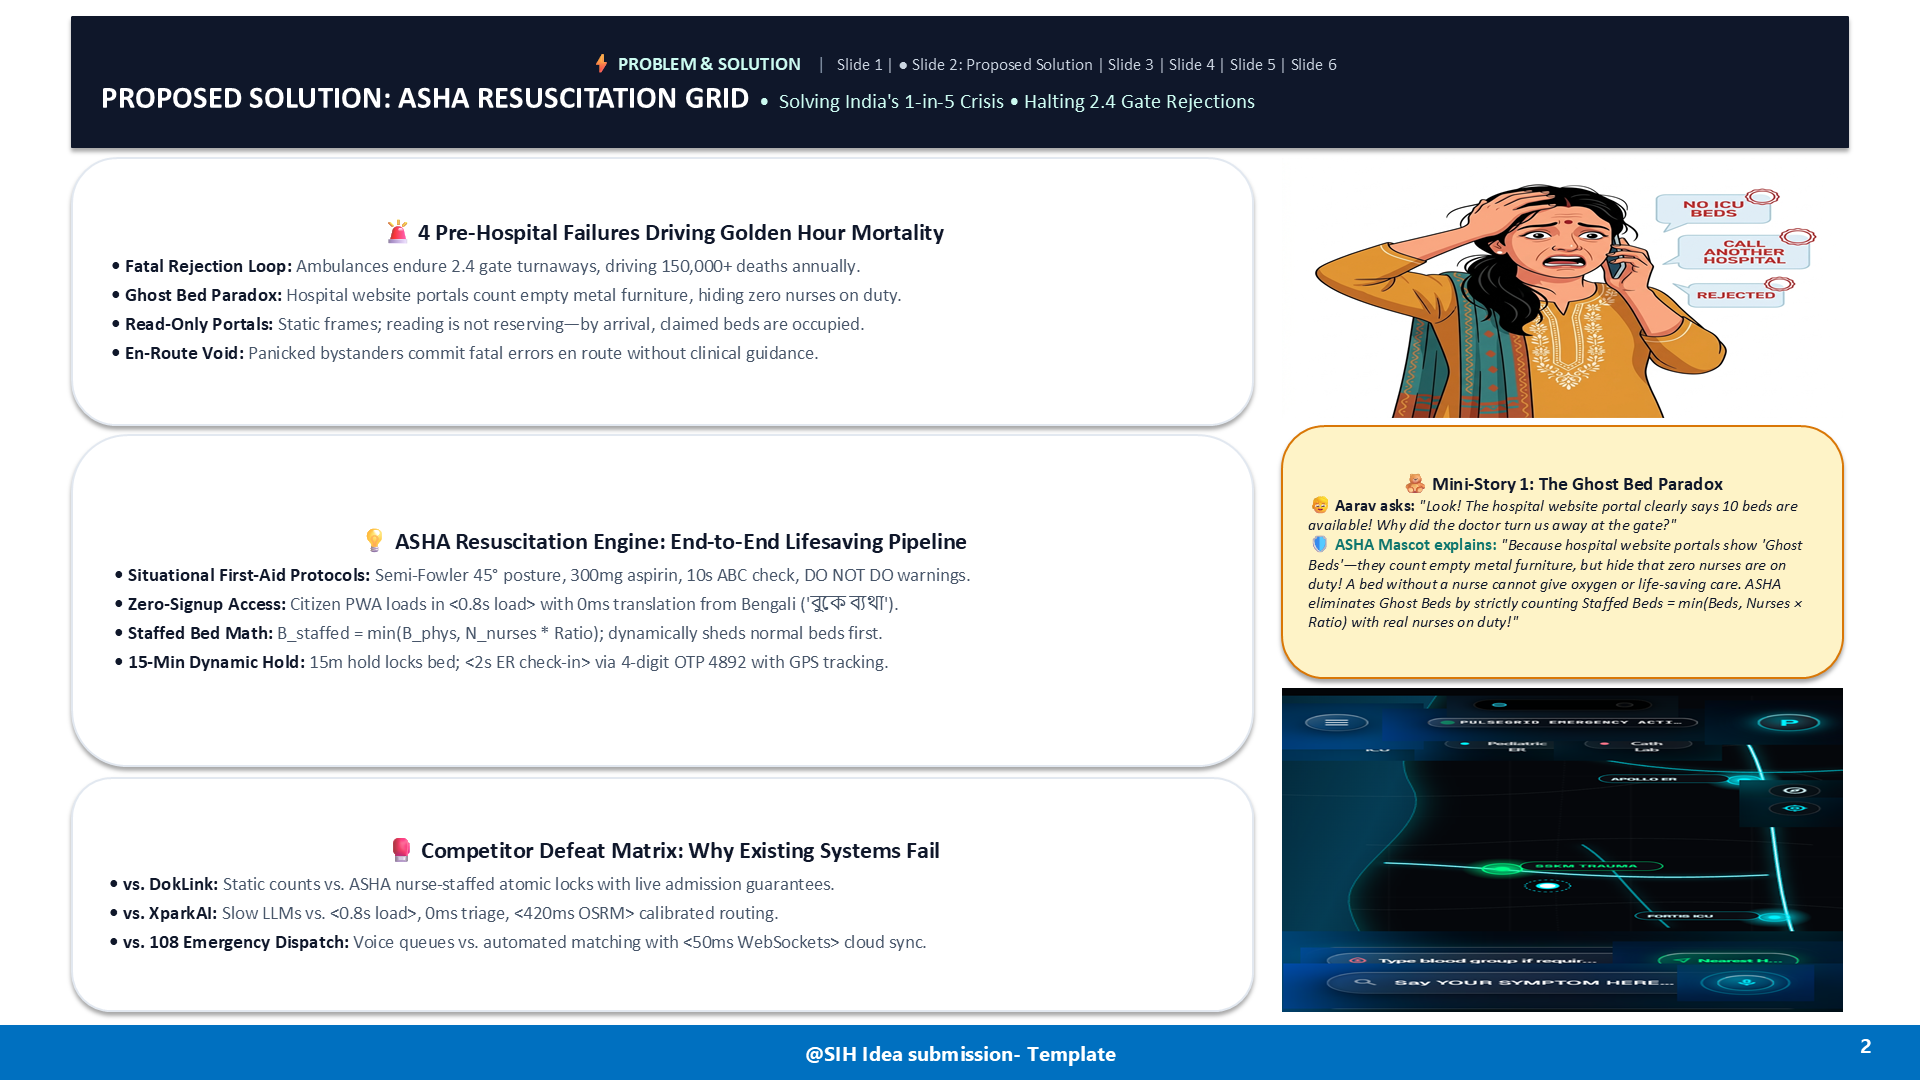 ⚡ PROBLEM & SOLUTION | Slide 1 | ● Slide 2: Proposed Solution | Slide 3 | Slide 4 | Slide 5 | Slide 6
PROPOSED SOLUTION: ASHA RESUSCITATION GRID • Solving India's 1-in-5 Crisis • Halting 2.4 Gate Rejections
🚨 4 Pre-Hospital Failures Driving Golden Hour Mortality
• Fatal Rejection Loop: Ambulances endure 2.4 gate turnaways, driving 150,000+ deaths annually.
• Ghost Bed Paradox: Hospital website portals count empty metal furniture, hiding zero nurses on duty.
• Read-Only Portals: Static frames; reading is not reserving—by arrival, claimed beds are occupied.
• En-Route Void: Panicked bystanders commit fatal errors en route without clinical guidance.
💡 ASHA Resuscitation Engine: End-to-End Lifesaving Pipeline
• Situational First-Aid Protocols: Semi-Fowler 45° posture, 300mg aspirin, 10s ABC check, DO NOT DO warnings.
• Zero-Signup Access: Citizen PWA loads in <0.8s load> with 0ms translation from Bengali ('বুকে ব্যথা').
• Staffed Bed Math: B_staffed = min(B_phys, N_nurses * Ratio); dynamically sheds normal beds first.
• 15-Min Dynamic Hold: 15m hold locks bed; <2s ER check-in> via 4-digit OTP 4892 with GPS tracking.
🥊 Competitor Defeat Matrix: Why Existing Systems Fail
• vs. DokLink: Static counts vs. ASHA nurse-staffed atomic locks with live admission guarantees.
• vs. XparkAI: Slow LLMs vs. <0.8s load>, 0ms triage, <420ms OSRM> calibrated routing.
• vs. 108 Emergency Dispatch: Voice queues vs. automated matching with <50ms WebSockets> cloud sync.
NO ICU
BEDS
CALL
ANOTHER
HOSPITAL
REJECTED
🧸 Mini-Story 1: The Ghost Bed Paradox
👦 Aarav asks: "Look! The hospital website portal clearly says 10 beds are
available! Why did the doctor turn us away at the gate?"
🛡️ ASHA Mascot explains: "Because hospital website portals show 'Ghost
Beds'—they count empty metal furniture, but hide that zero nurses are on
duty! A bed without a nurse cannot give oxygen or life-saving care. ASHA
eliminates Ghost Beds by strictly counting Staffed Beds = min(Beds, Nurses ×
Ratio) with real nurses on duty!"
PULSEGRID EMERGENCY ACTI...
P
Pediatric
ER
Cath
Lab
APOLLO ER
SSKM TRAUMA
FORTIS ICU
Type blood group if requir...
Nearest H...
Say YOUR SYMPTOM HERE...
@SIH Idea submission- Template
2